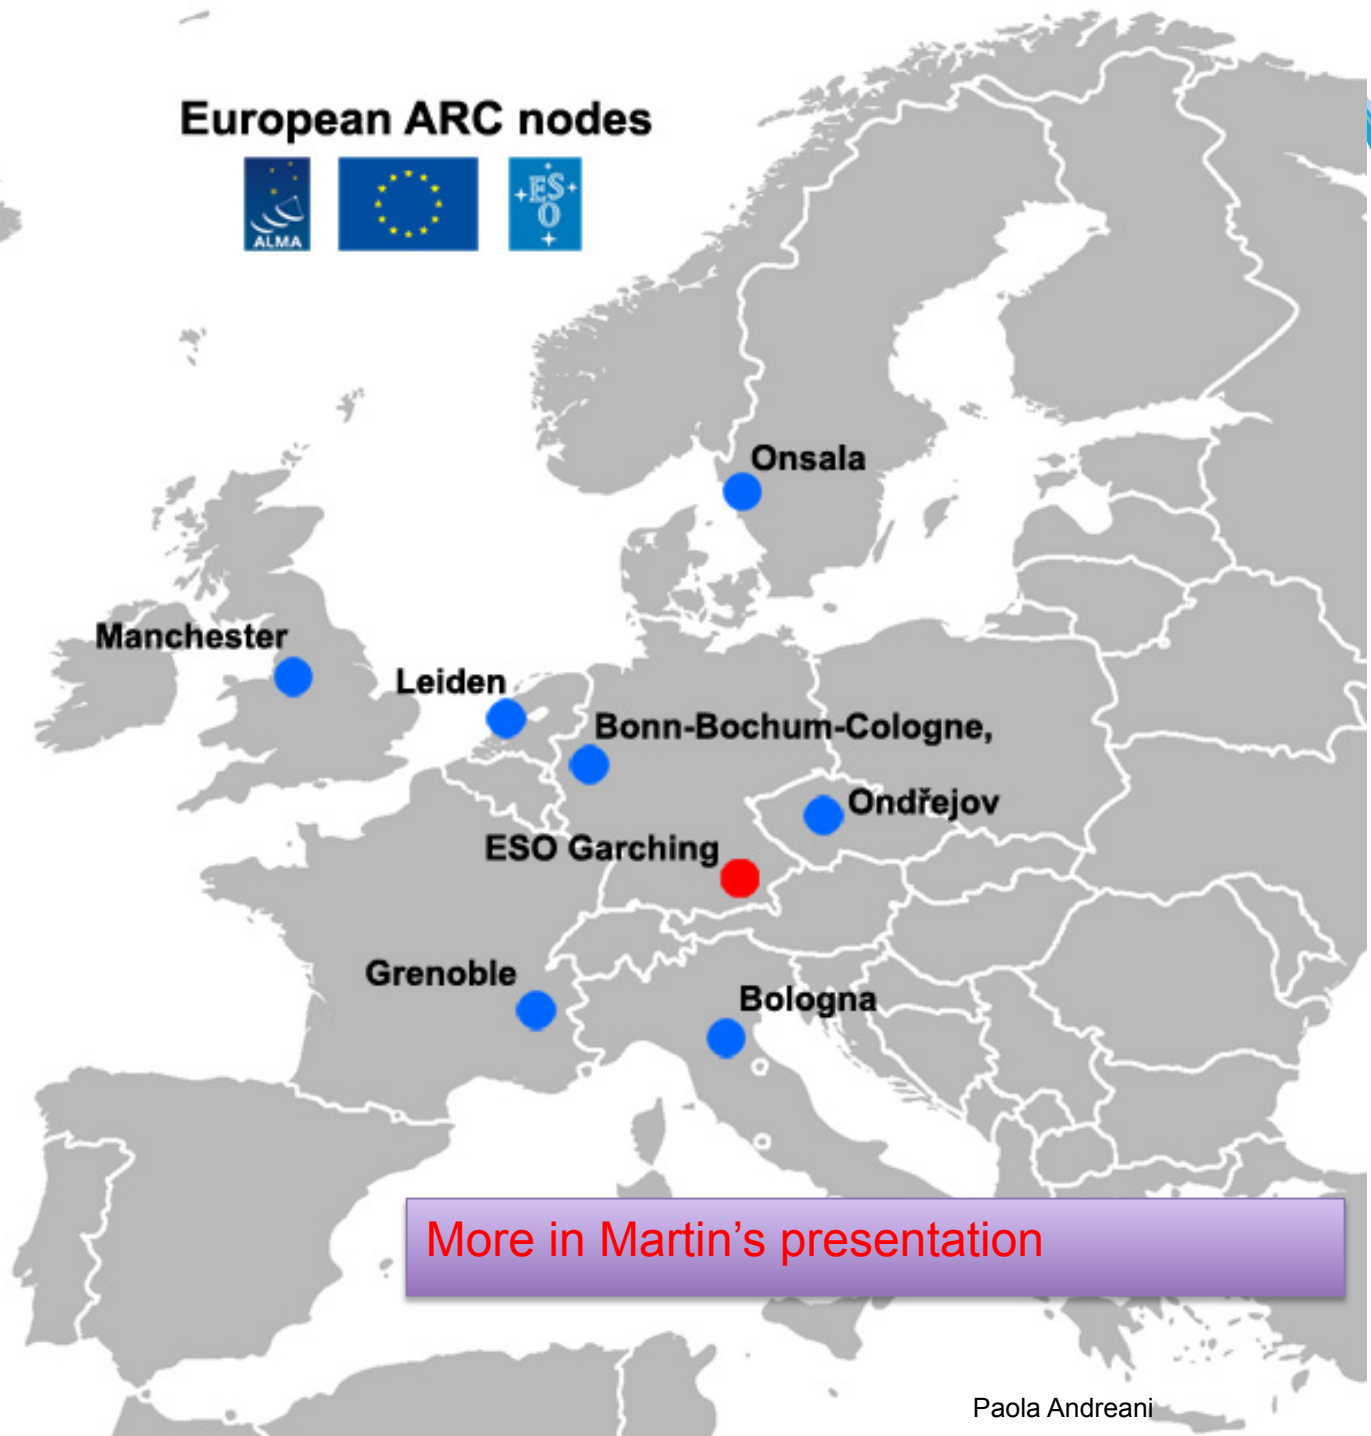 European ARC nodes
ALMA
ES
O
Onsala
Manchester
Leiden
Bonn-Bochum-Cologne,
Ondřejov
ESO Garching
Grenoble
Bologna
More in Martin’s presentation
Paola Andreani